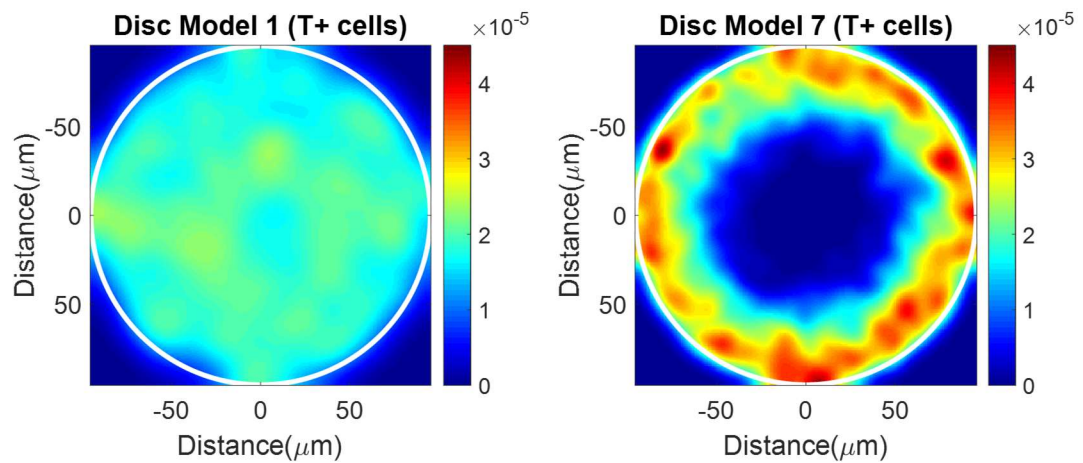 Disc Model 1 (T+ cells)
×10⁻⁵
4
3
2
1
0
-50
0
50
Distance(μm)
-50 0 50
Distance(μm)
Disc Model 7 (T+ cells)
×10⁻⁵
4
3
2
1
0
-50
0
50
Distance(μm)
-50 0 50
Distance(μm)